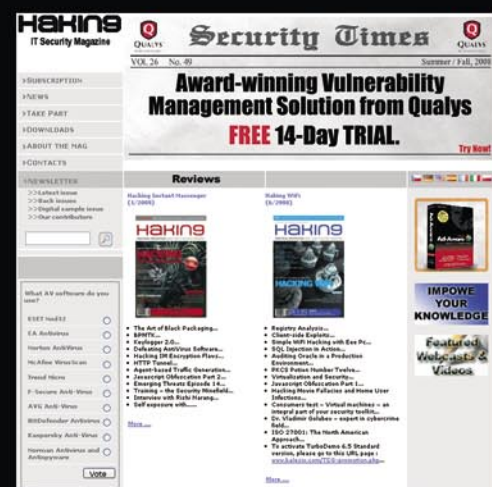 HAKIN9
IT Security Magazine
QUALYS
Security Times
QUALYS
VOL 26 No. 49
Summer / Fall, 2008
Award-winning Vulnerability
Management Solution from Qualys
FREE 14-Day TRIAL.
Try Now!
>SUBSCRIPTION
>NEWS
>TAKE PART
>DOWNLOADS
>ABOUT THE MAG
>CONTACTS
>NEWSLETTER
>>Latest issue
>>Back issues
>>Digital sample issue
>>Our contributors
What AV software do you
use?
ESET Nod32
CA Antivirus
Norton AntiVirus
McAfee VirusScan
Trend Micro
F-Secure Anti-Virus
AVG Anti-Virus
BitDefender Antivirus
Kaspersky Anti-Virus
Norman Antivirus and
Antispyware
Vote
Reviews
Hacking Instant Messenger
(1/2008)
HAKIN9
• The Art of Black Packaging...
• BPMTK...
• Keylogger 2.0...
• Defeating AntiVirus Software...
• Hacking IM Encryption Flaws...
• HTTP Tunnel...
• Agent-based Traffic Generation...
• Javascript Obfuscation Part 2...
• Emerging Threats Episode 14...
• Training – the Security Minefield...
• Interview with Rishi Narang...
• Self exposure with......
More ...
Haking WiFi
(6/2008)
HAKIN9
HACKING WIFI
• Registry Analysis...
• Client-side Exploits...
• Simple WiFi Hacking with Eee Pc...
• SQL Injection in Action...
• Auditing Oracle in a Production
Environment...
• PKCS Potion Number Twelve...
• Virtualization and Security...
• Javascript Obfuscation Part 1...
• Hacking Movie Fallacies and Home User
Infections...
• Consumers test – Virtual machines – an
integral part of your security toolkit...
• Dr. Vladimir Golubev – expert in cybercrime
field...
• ISO 27001: The North American
Approach...
• To activate TurboDemo 6.5 Standard
version, please go to this URL page :
More ...
Ad-Aware
IMPOWE
YOUR
KNOWLEDGE
Featured
Webcasts &
Videos